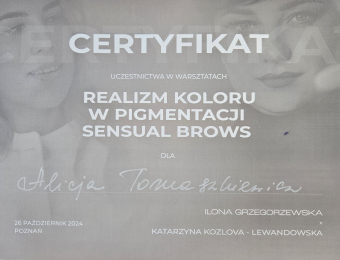 CERTYFIKAT
CERTYFIKAT
UCZESTNICTWA W WARSZTATACH
REALIZM KOLORU
W PIGMENTACJI
SENSUAL BROWS
DLA
Alicja Tomaszkiewicz
ILONA GRZEGORZEWSKA
26 PAŹDZIERNIK 2024
POZNAŃ
KATARZYNA KOZLOVA - LEWANDOWSKA